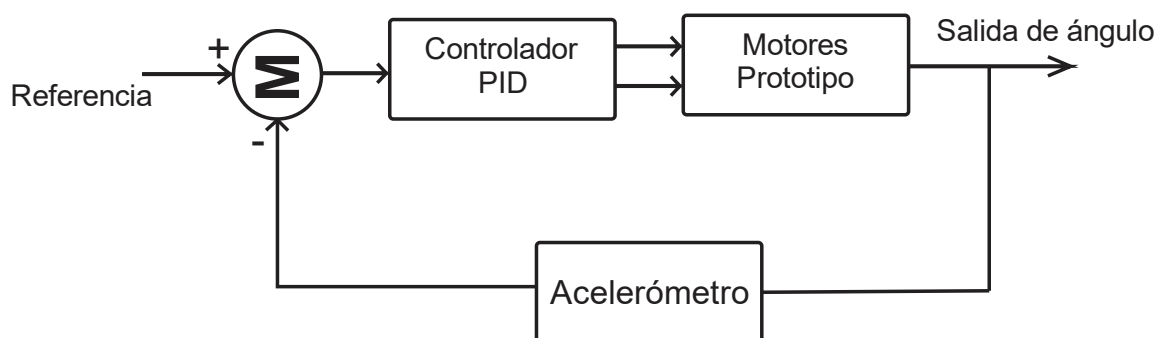 Referencia
+
-
M
Controlador
PID
Motores
Prototipo
Salida de ángulo
Acelerómetro